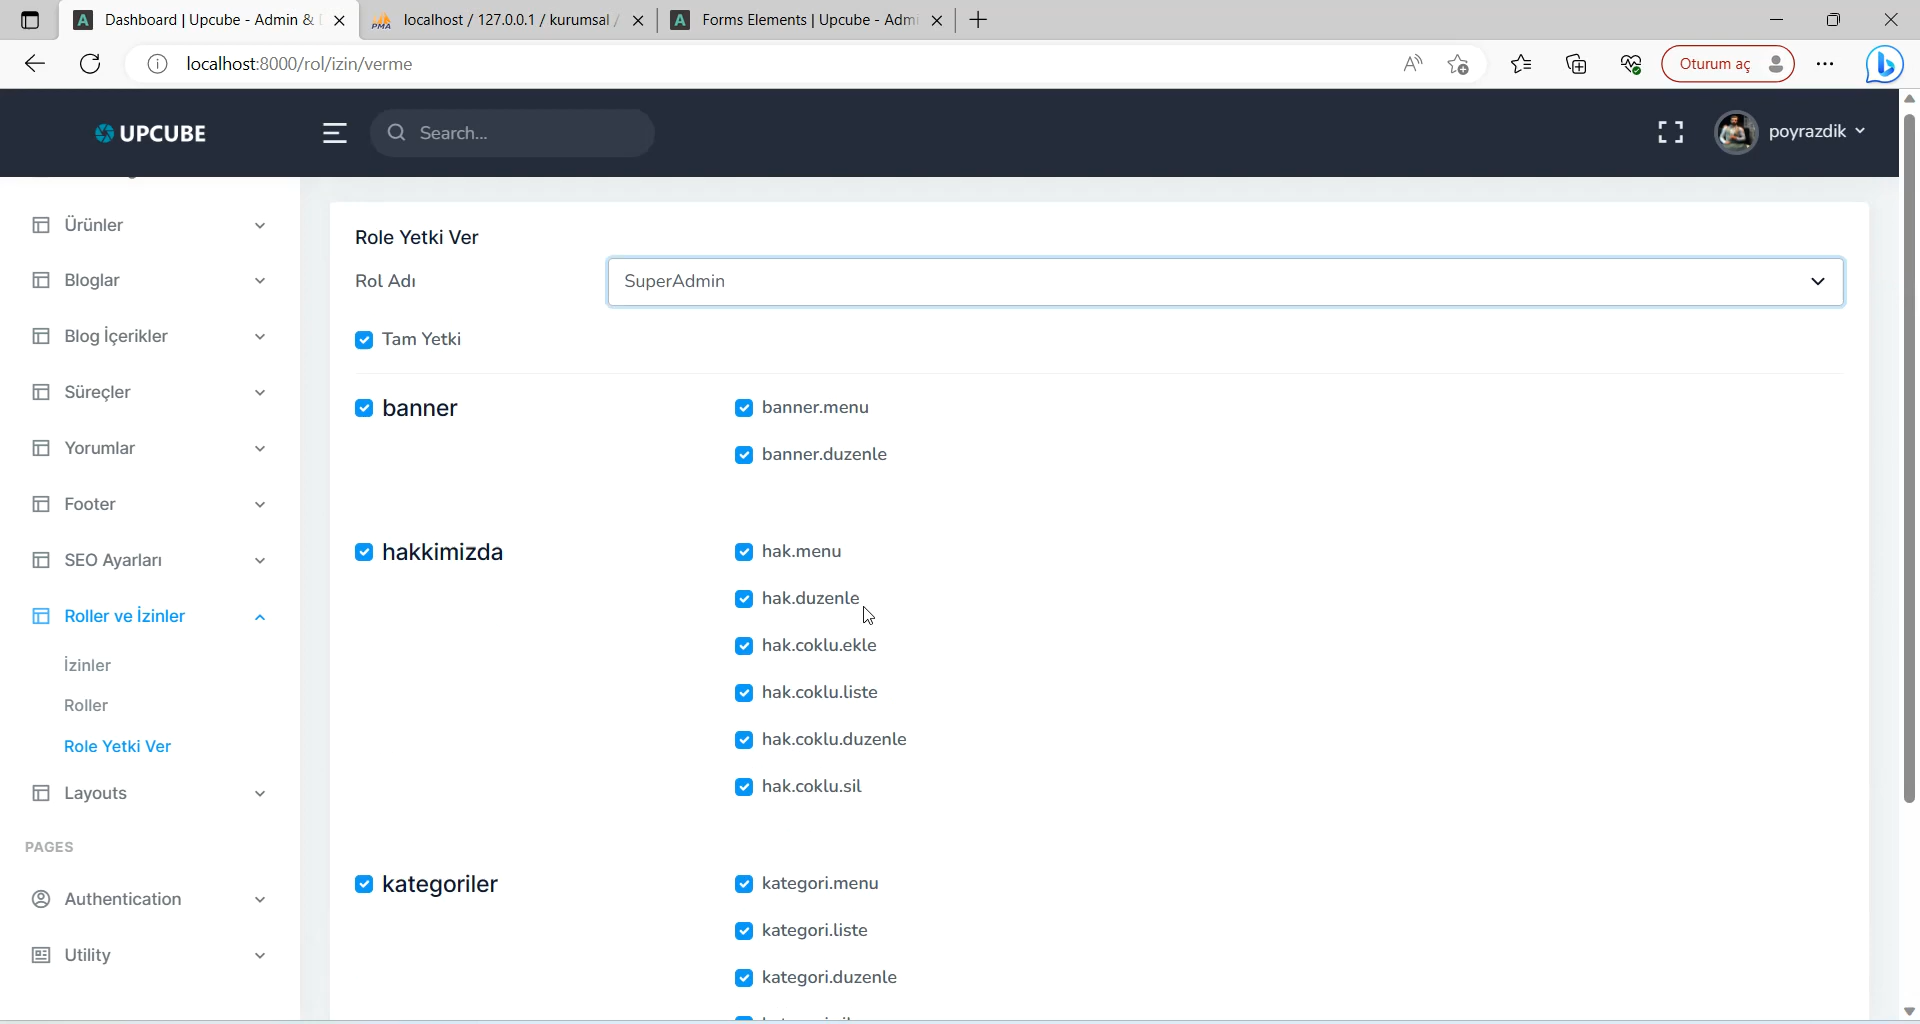 Dashboard | Upcube - Admin &
localhost / 127.0.0.1 / kurumsal /
Forms Elements | Upcube - Admi
localhost:8000/rol/izin/verme
Oturum aç
UPCUBE
Search...
poyrazdik
Ürünler
Bloglar
Blog İçerikler
Süreçler
Yorumlar
Footer
SEO Ayarları
Roller ve İzinler
İzinler
Roller
Role Yetki Ver
Layouts
PAGES
Authentication
Utility
Role Yetki Ver
Rol Adı
SuperAdmin
Tam Yetki
banner
banner.menu
banner.duzenle
hakkimizda
hak.menu
hak.duzenle
hak.coklu.ekle
hak.coklu.liste
hak.coklu.duzenle
hak.coklu.sil
kategoriler
kategori.menu
kategori.liste
kategori.duzenle